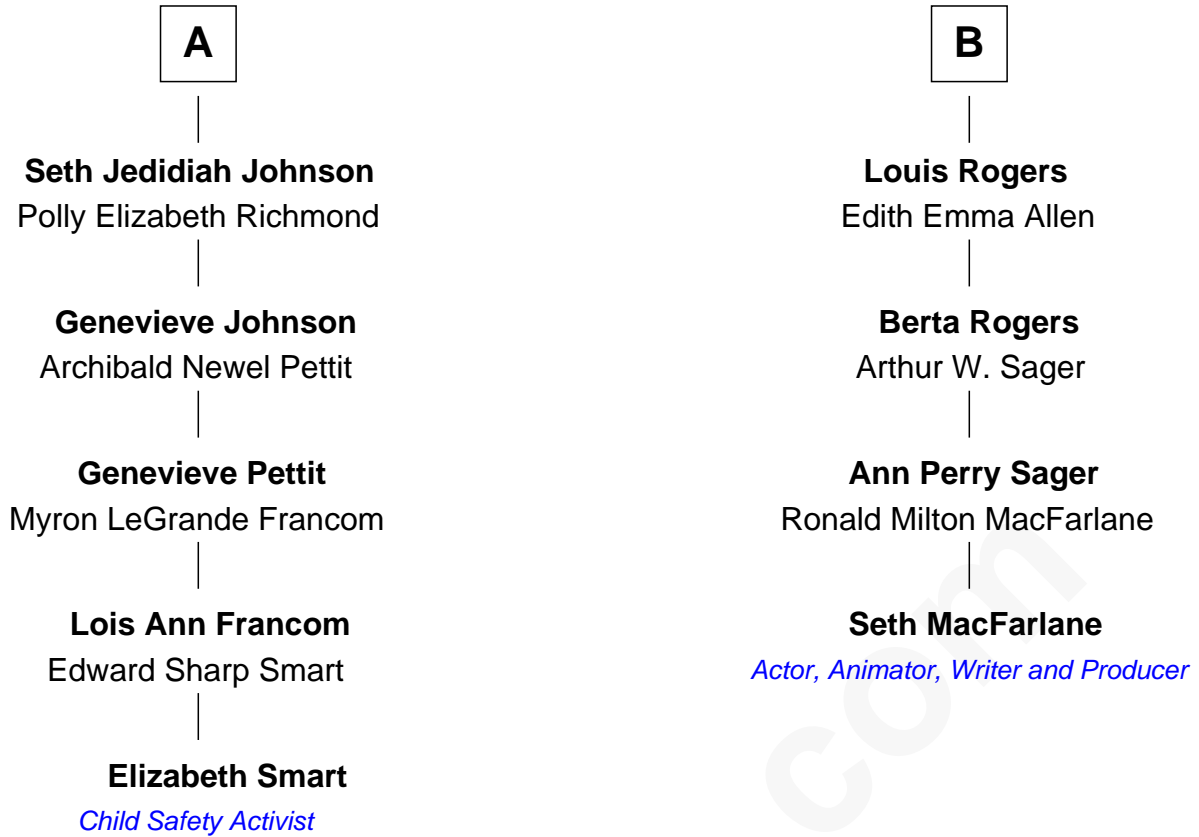 A
Seth Jedidiah Johnson
Polly Elizabeth Richmond
Genevieve Johnson
Archibald Newel Pettit
Genevieve Pettit
Myron LeGrande Francom
Lois Ann Francom
Edward Sharp Smart
Elizabeth Smart
Child Safety Activist
B
Louis Rogers
Edith Emma Allen
Berta Rogers
Arthur W. Sager
Ann Perry Sager
Ronald Milton MacFarlane
Seth MacFarlane
Actor, Animator, Writer and Producer
com